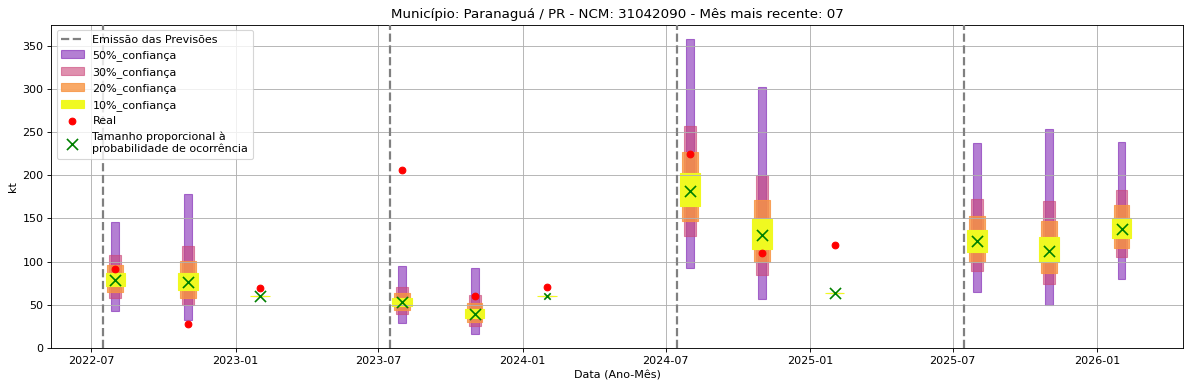 Município: Paranaguá / PR - NCM: 31042090 - Mês mais recente: 07
Emissão das Previsões
50%_confiança
30%_confiança
20%_confiança
10%_confiança
Real
Tamanho proporcional à
probabilidade de ocorrência
kt
350
300
250
200
150
100
50
0
2022-07
2023-01
2023-07
2024-01
2024-07
2025-01
2025-07
2026-01
Data (Ano-Mês)